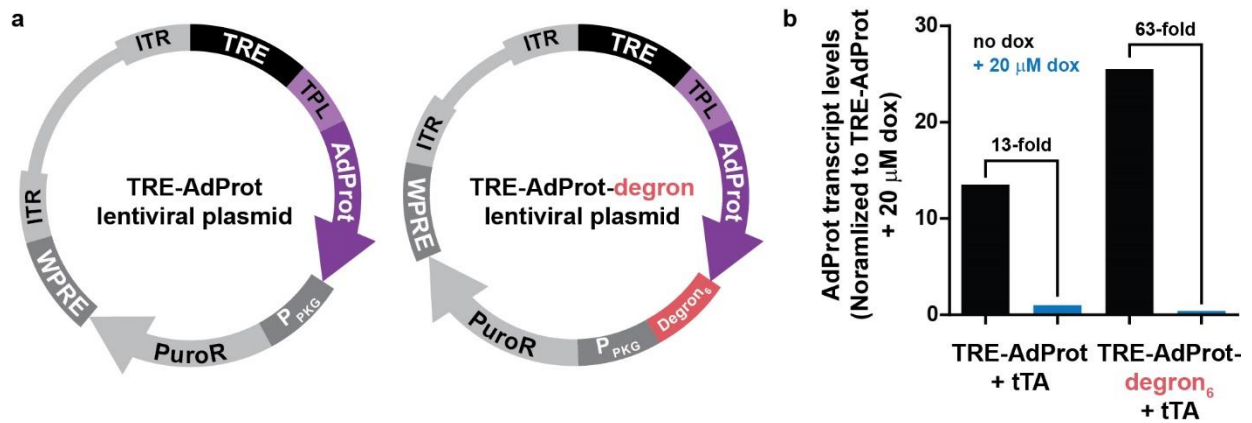 a
ITR
TRE
TPL
AdProt
P PKG
PuroR
WPRE
ITR
TRE-AdProt
lentiviral plasmid
ITR
TRE
TPL
AdProt
Degron6
P PKG
PuroR
WPRE
ITR
TRE-AdProt-degron
lentiviral plasmid
b
AdProt transcript levels
(Noramlized to TRE-AdProt
+ 20 μM dox)
30
20
10
0
no dox
+ 20 μM dox
13-fold
63-fold
TRE-AdProt
+ tTA
TRE-AdProt-
degron6
+ tTA